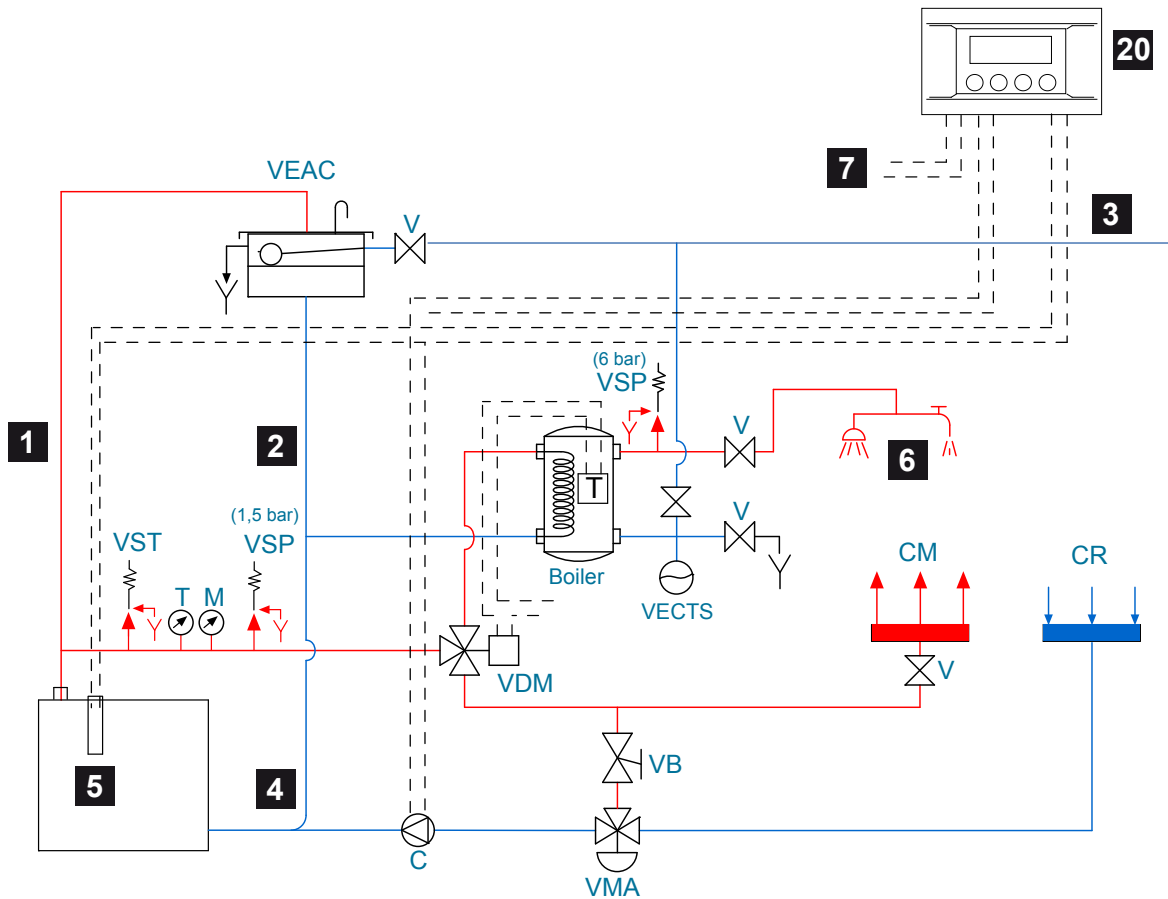 20
7
VEAC
3
V
(6 bar)
VSP
V
1
2
6
T
(1,5 bar)
VST
VSP
V
CM
CR
Boiler
T
M
VECTS
V
VDM
VB
5
4
C
VMA